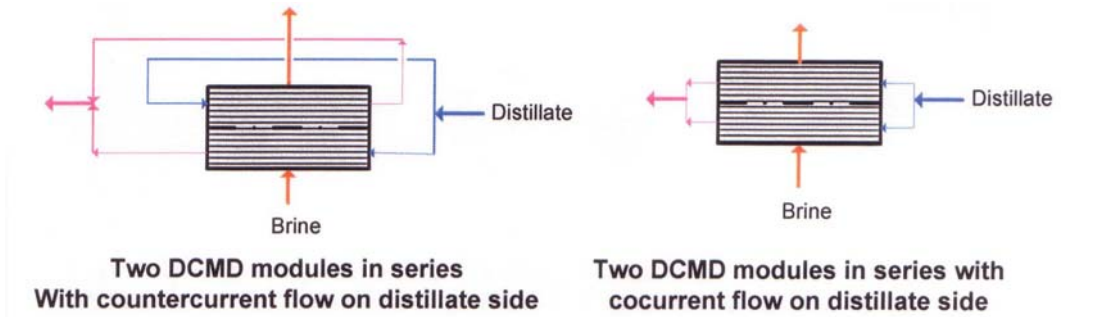 Distillate
Brine
Two DCMD modules in series
With countercurrent flow on distillate side
Distillate
Brine
Two DCMD modules in series with
cocurrent flow on distillate side